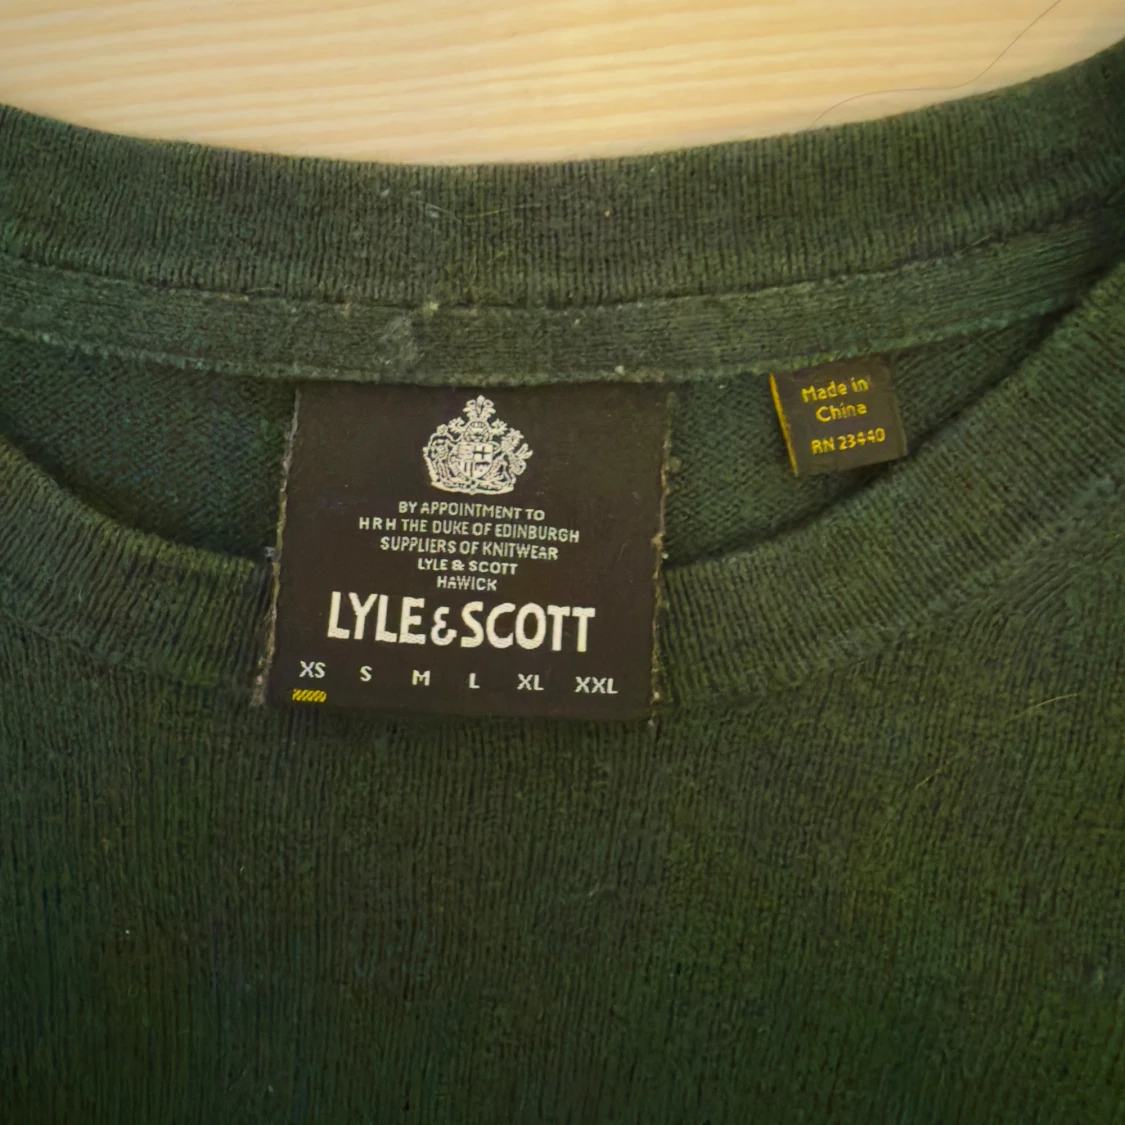 BY APPOINTMENT TO
HRH THE DUKE OF EDINBURGH
SUPPLIERS OF KNITWEAR
LYLE & SCOTT
HAWICK
LYLE & SCOTT
XS S M L XL XXL
Made in
China
RN 23440